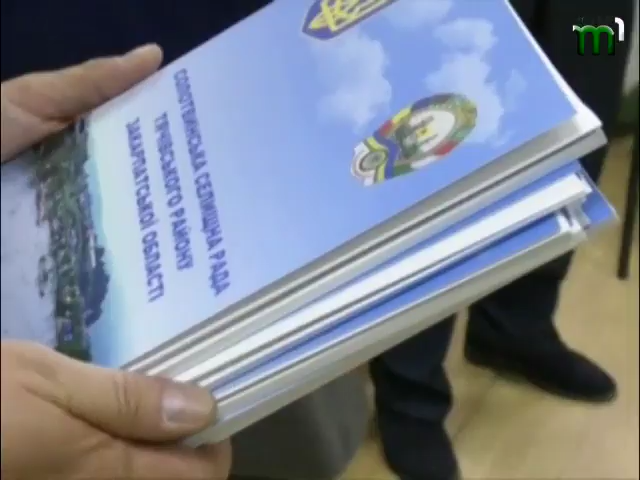 СОЛОТВИНСЬКА СЕЛИЩНА РАДА
ТЯЧІВСЬКОГО РАЙОНУ
ЗАКАРПАТСЬКОЇ ОБЛАСТІ
m1